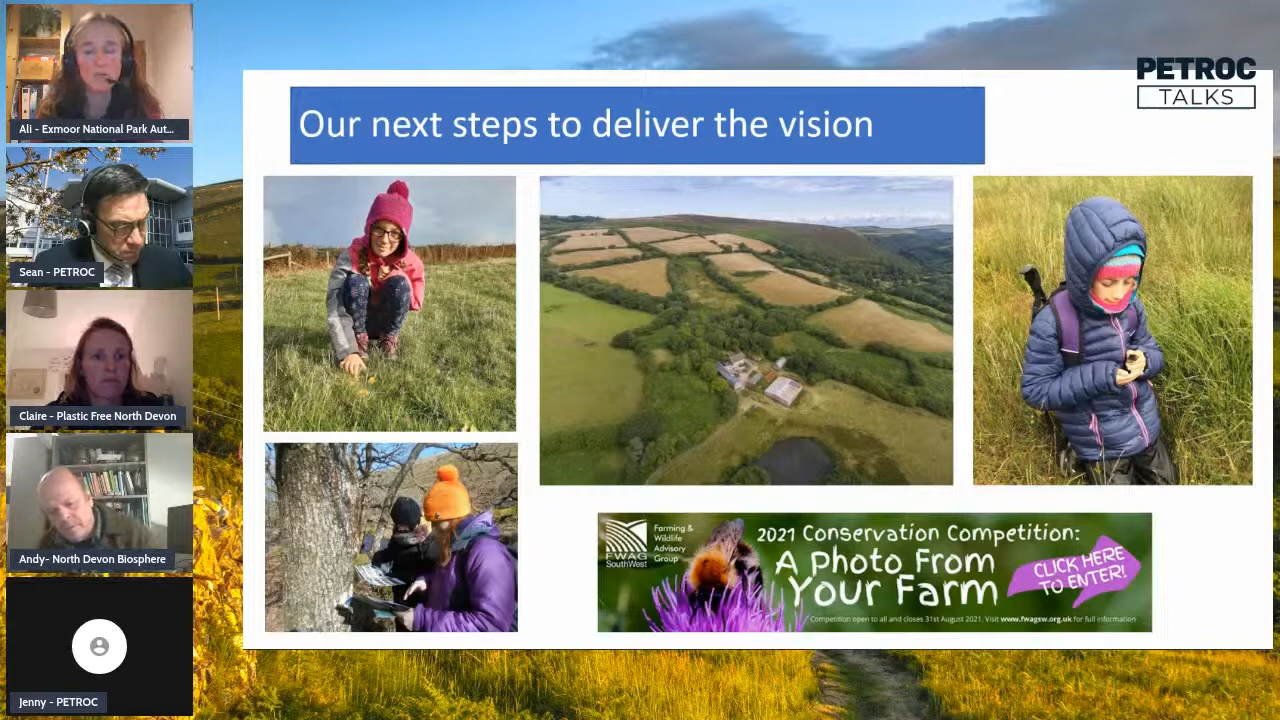 Ali - Exmoor National Park Aut...
Sean - PETROC
Claire - Plastic Free North Devon
Andy- North Devon Biosphere
Jenny - PETROC
PETROC
TALKS
Our next steps to deliver the vision
FWAG
SouthWest
Farming &
Wildlife
Advisory
Group
2021 Conservation Competition:
A Photo From
Your Farm
CLICK HERE
TO ENTER!
Competition open to all and closes 31st August 2021. Visit www.fwagsw.org.uk for full information